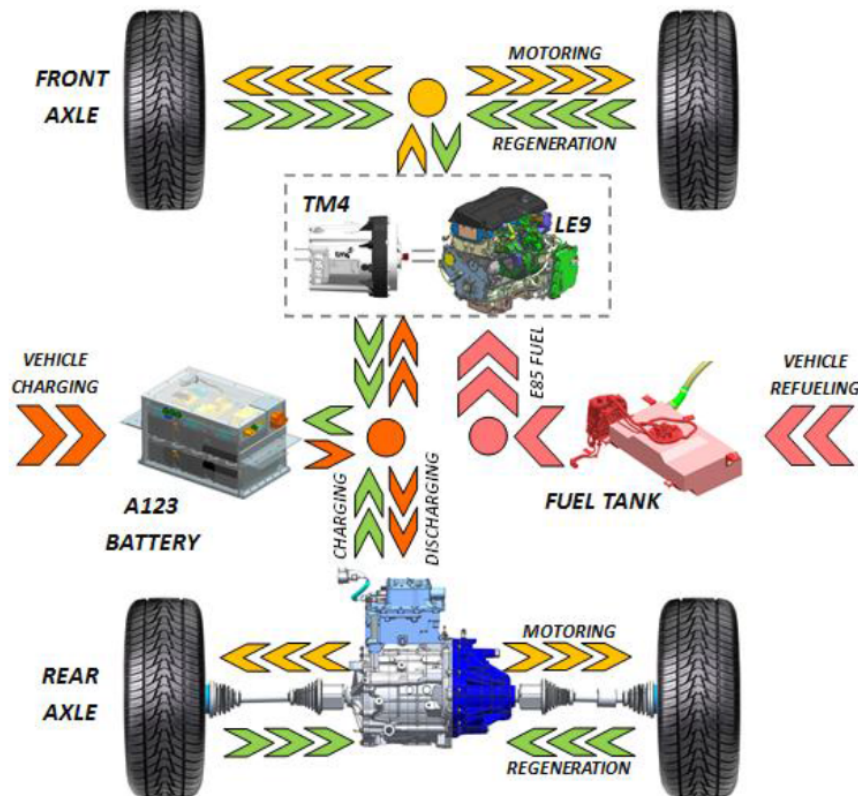 MOTORING
FRONT
AXLE
REGENERATION
TM4
LE9
VEHICLE
CHARGING
E85 FUEL
VEHICLE
REFUELING
A123
BATTERY
CHARGING
DISCHARGING
FUEL TANK
MOTORING
REAR
AXLE
REGENERATION